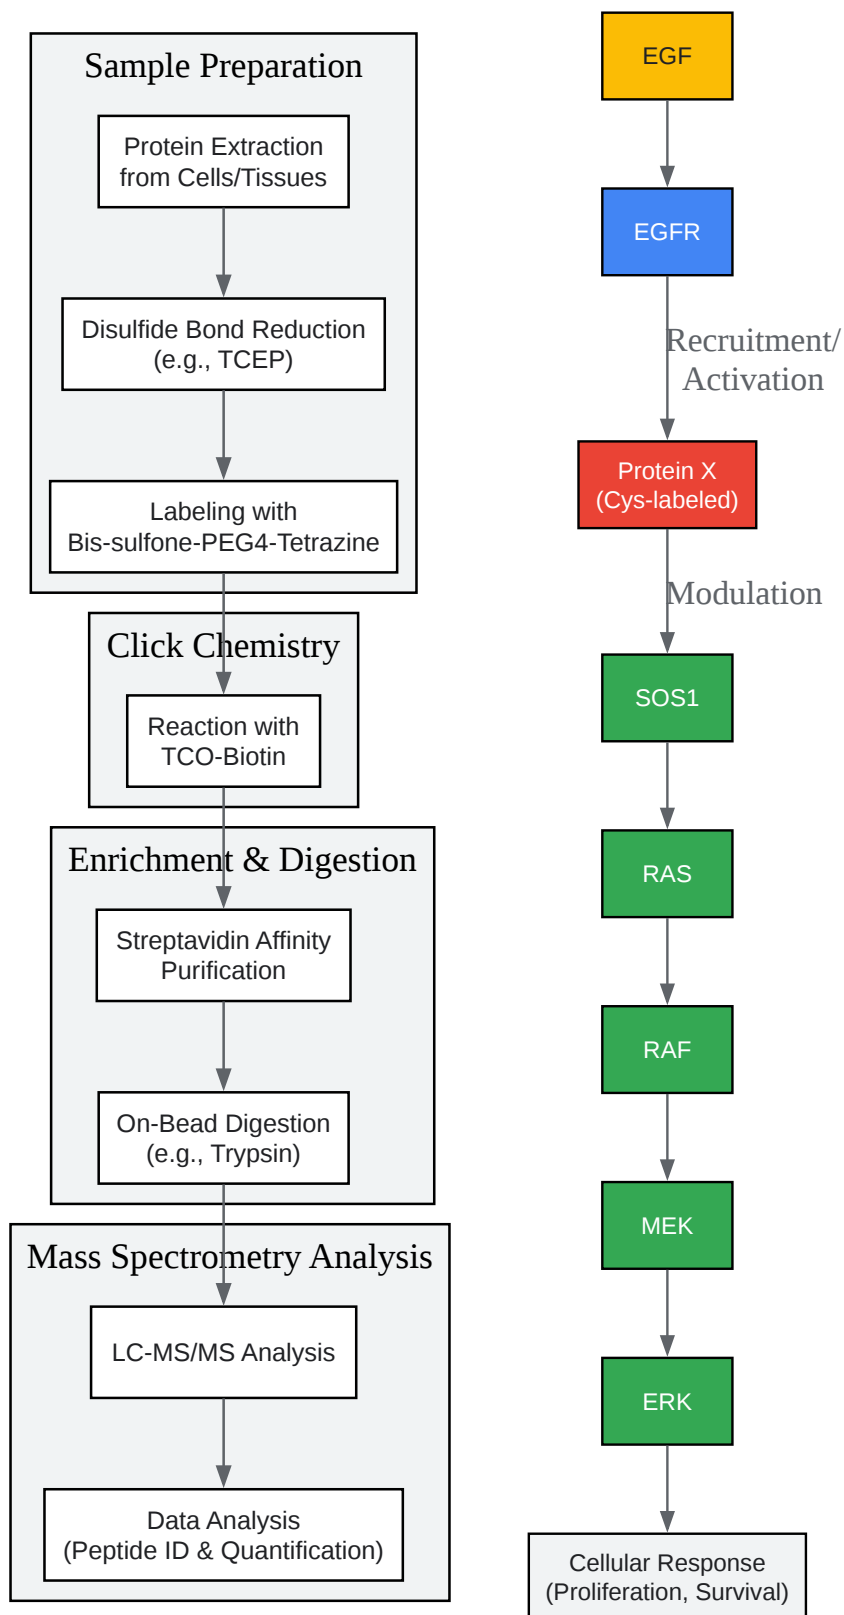 Sample Preparation
Protein Extraction
from Cells/Tissues
Disulfide Bond Reduction
(e.g., TCEP)
Labeling with
Bis-sulfone-PEG4-Tetrazine
Click Chemistry
Reaction with
TCO-Biotin
Enrichment & Digestion
Streptavidin Affinity
Purification
On-Bead Digestion
(e.g., Trypsin)
Mass Spectrometry Analysis
LC-MS/MS Analysis
Data Analysis
(Peptide ID & Quantification)
EGF
EGFR
Recruitment/
Activation
Protein X
(Cys-labeled)
Modulation
SOS1
RAS
RAF
MEK
ERK
Cellular Response
(Proliferation, Survival)